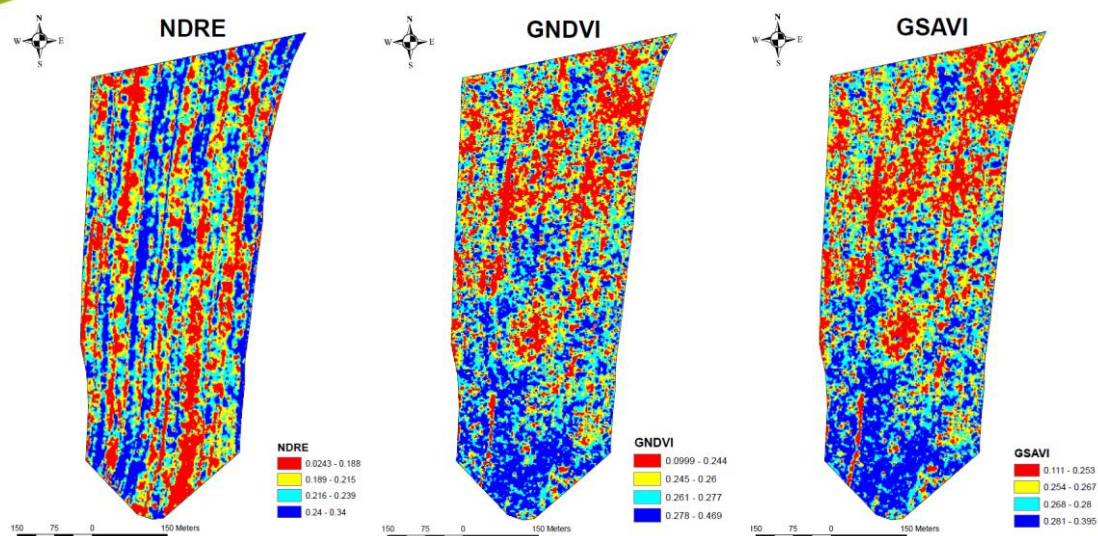 NDRE
N
W E
S
NDRE
0.0243 - 0.188
0.189 - 0.215
0.216 - 0.239
0.24 - 0.34
150 75 0 150 Meters
GNDVI
N
W E
S
GNDVI
0.0999 - 0.244
0.245 - 0.26
0.261 - 0.277
0.278 - 0.469
150 75 0 150 Meters
GSAVI
N
W E
S
GSAVI
0.111 - 0.253
0.254 - 0.267
0.268 - 0.28
0.281 - 0.395
150 75 0 150 Meters